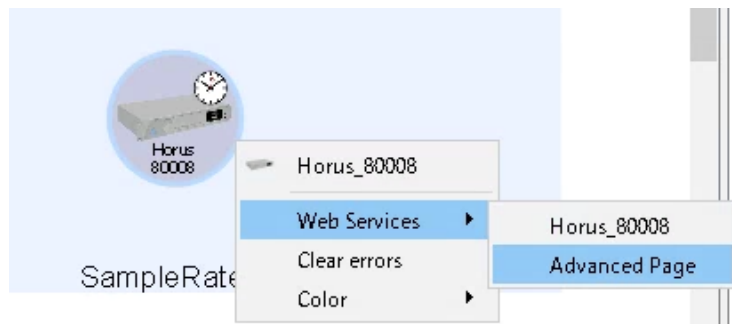 Horus
80008
Horus_80008
Web Services
Horus_80008
Clear errors
Advanced Page
SampleRate
Color